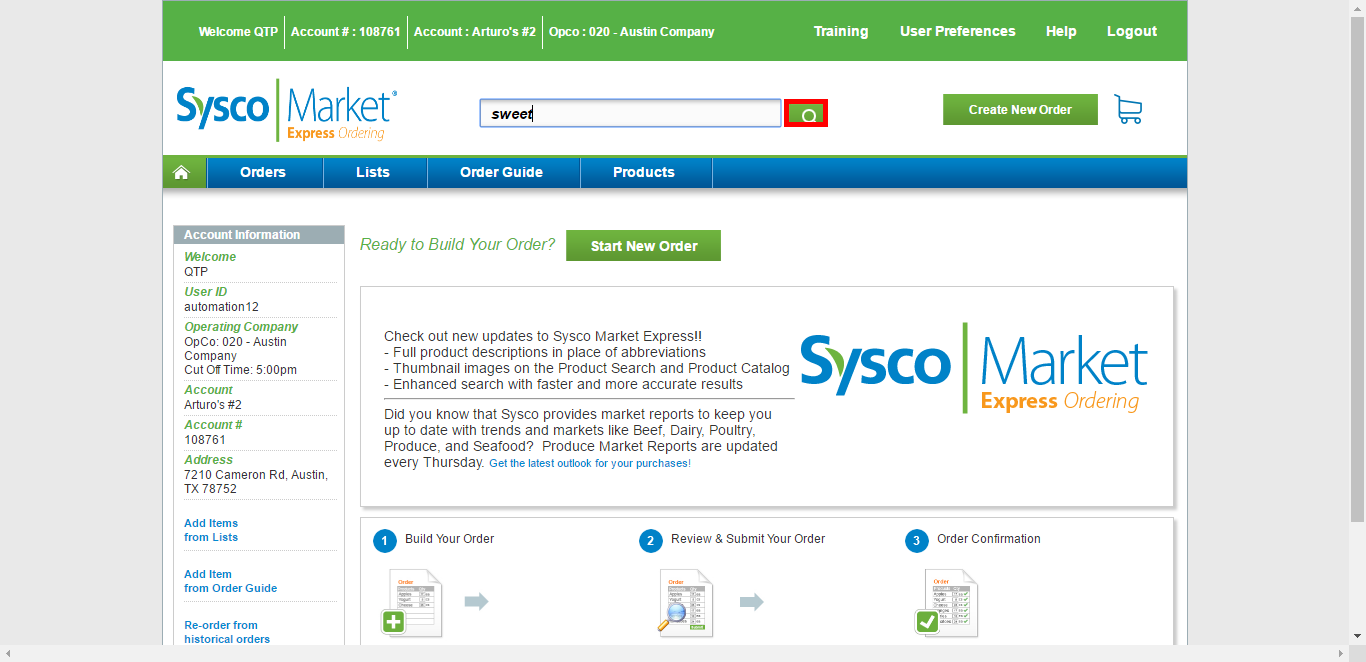 Welcome QTP Account # : 108761 Account : Arturo's #2 Opco : 020 - Austin Company Training User Preferences Help Logout
Sysco Market®
Express Ordering
sweet
Create New Order
Orders Lists Order Guide Products
Account Information
Welcome
QTP
User ID
automation12
Operating Company
OpCo: 020 - Austin
Company
Cut Off Time: 5:00pm
Account
Arturo's #2
Account #
108761
Address
7210 Cameron Rd, Austin,
TX 78752
Add Items
from Lists
Add Item
from Order Guide
Re-order from
historical orders
Ready to Build Your Order? Start New Order
Check out new updates to Sysco Market Express!!
- Full product descriptions in place of abbreviations
- Thumbnail images on the Product Search and Product Catalog
- Enhanced search with faster and more accurate results
Did you know that Sysco provides market reports to keep you
up to date with trends and markets like Beef, Dairy, Poultry,
Produce, and Seafood? Produce Market Reports are updated
every Thursday. Get the latest outlook for your purchases!
Sysco Market
Express Ordering
1 Build Your Order
2 Review & Submit Your Order
3 Order Confirmation
Order
Apples
Yogurt
Cheese
Order
Apples
Yogurt
Order
Apples
Yogurt
Cheese